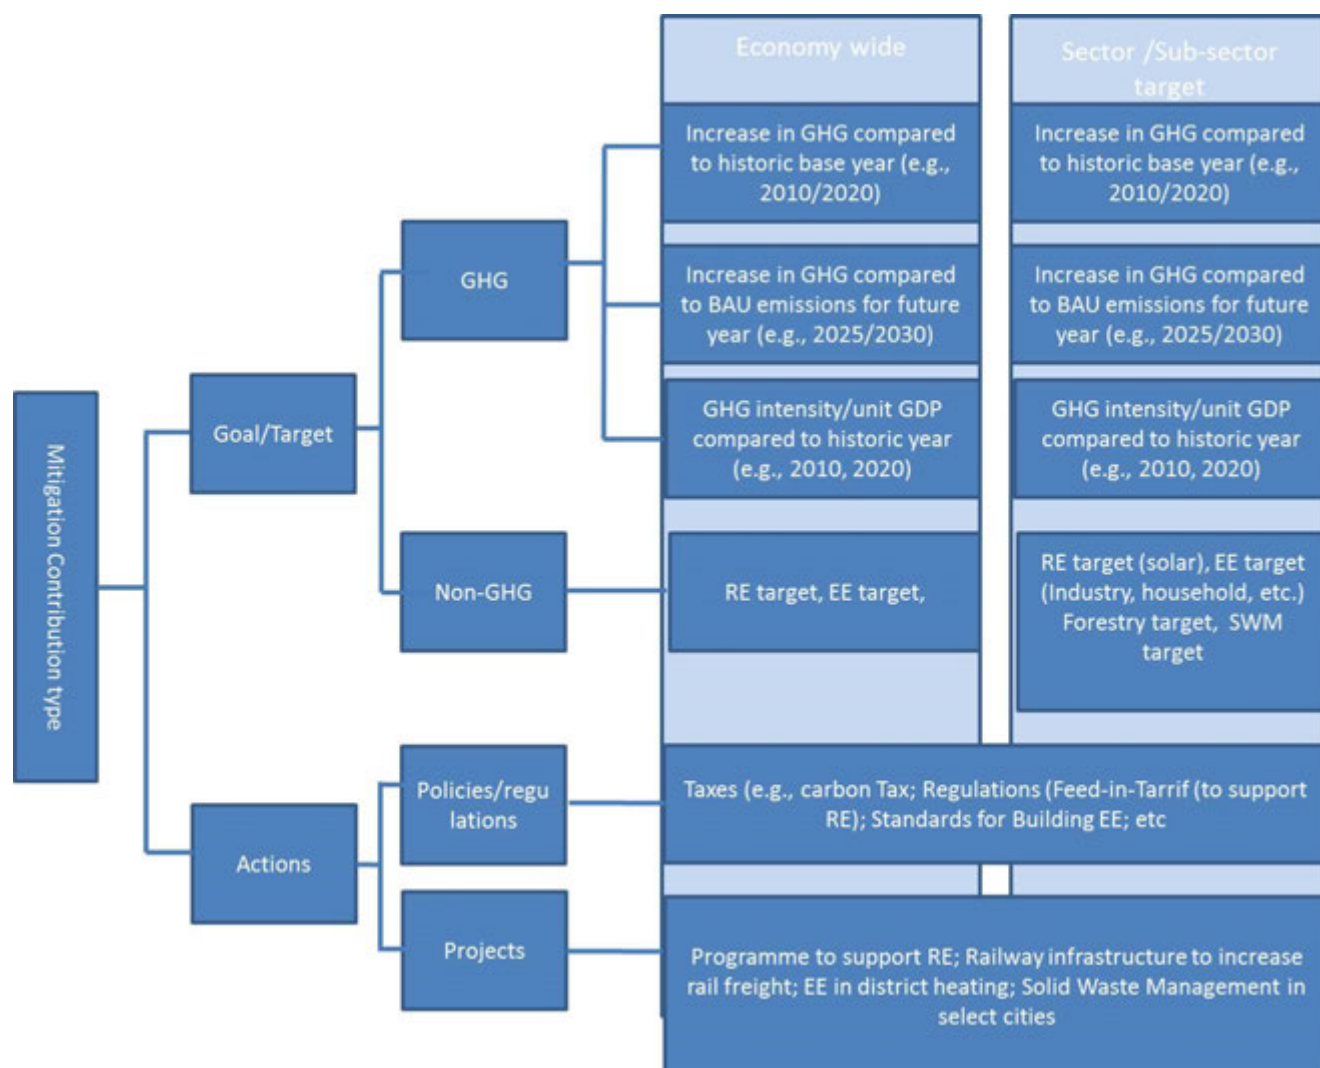 Economy wide
Sector /Sub-sector
target
Increase in GHG compared
to historic base year (e.g.,
2010/2020)
Increase in GHG compared
to historic base year (e.g.,
2010/2020)
GHG
Increase in GHG compared
to BAU emissions for future
year (e.g., 2025/2030)
Increase in GHG compared
to BAU emissions for future
year (e.g., 2025/2030)
Goal/Target
GHG intensity/unit GDP
compared to historic year
(e.g., 2010, 2020)
GHG intensity/unit GDP
compared to historic year
(e.g., 2010, 2020)
Mitigation Contribution type
Non-GHG
RE target, EE target,
RE target (solar), EE target
(Industry, household, etc.)
Forestry target,  SWM
target
Policies/regu
lations
Taxes (e.g., carbon Tax; Regulations (Feed-in-Tarrif (to support
RE); Standards for Building EE; etc
Actions
Projects
Programme to support RE; Railway infrastructure to increase
rail freight; EE in district heating; Solid Waste Management in
select cities